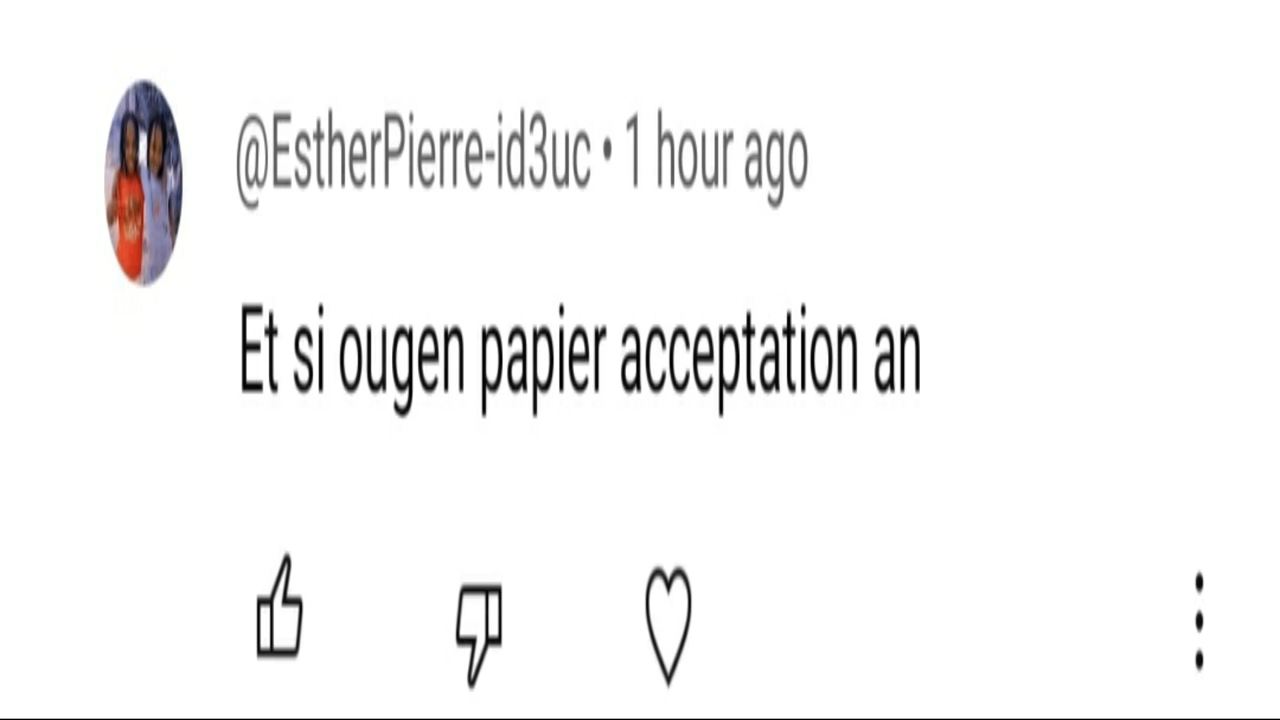 @EstherPierre-id3uc • 1 hour ago
Et si ougen papier acceptation an